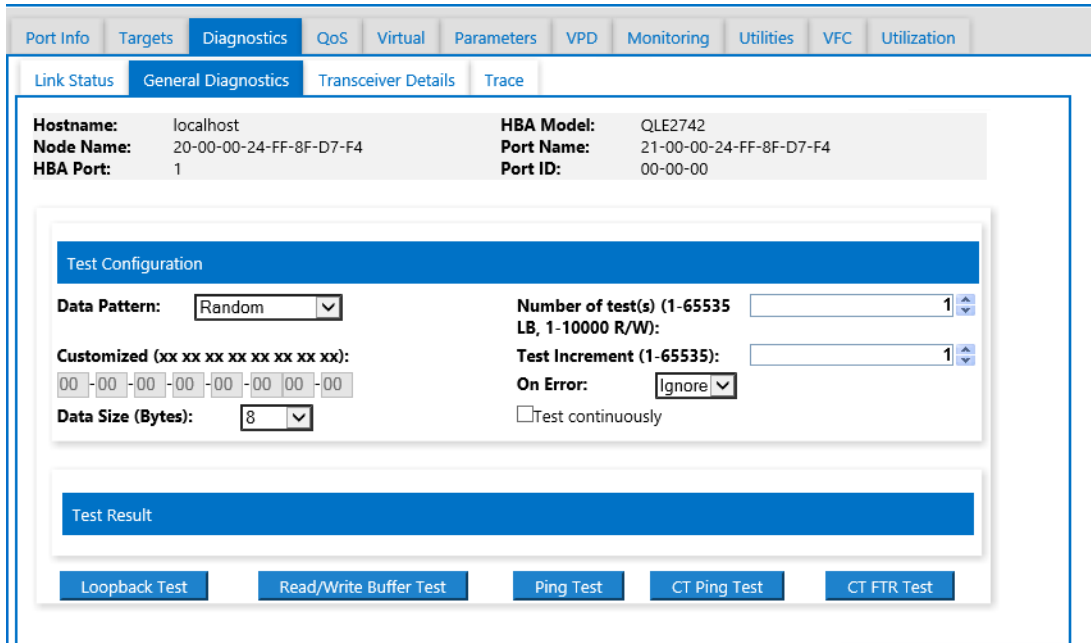 Port Info Targets Diagnostics QoS Virtual Parameters VPD Monitoring Utilities VFC Utilization
Link Status General Diagnostics Transceiver Details Trace
Hostname: localhost HBA Model: QLE2742
Node Name: 20-00-00-24-FF-8F-D7-F4 Port Name: 21-00-00-24-FF-8F-D7-F4
HBA Port: 1 Port ID: 00-00-00
Test Configuration
Data Pattern: Random Number of test(s) (1-65535 1
LB, 1-10000 R/W):
Customized (xx xx xx xx xx xx xx xx): Test Increment (1-65535): 1
00 -00 -00 -00 -00 -00 00 -00 On Error: Ignore
Data Size (Bytes): 8 Test continuously
Test Result
Loopback Test Read/Write Buffer Test Ping Test CT Ping Test CT FTR Test